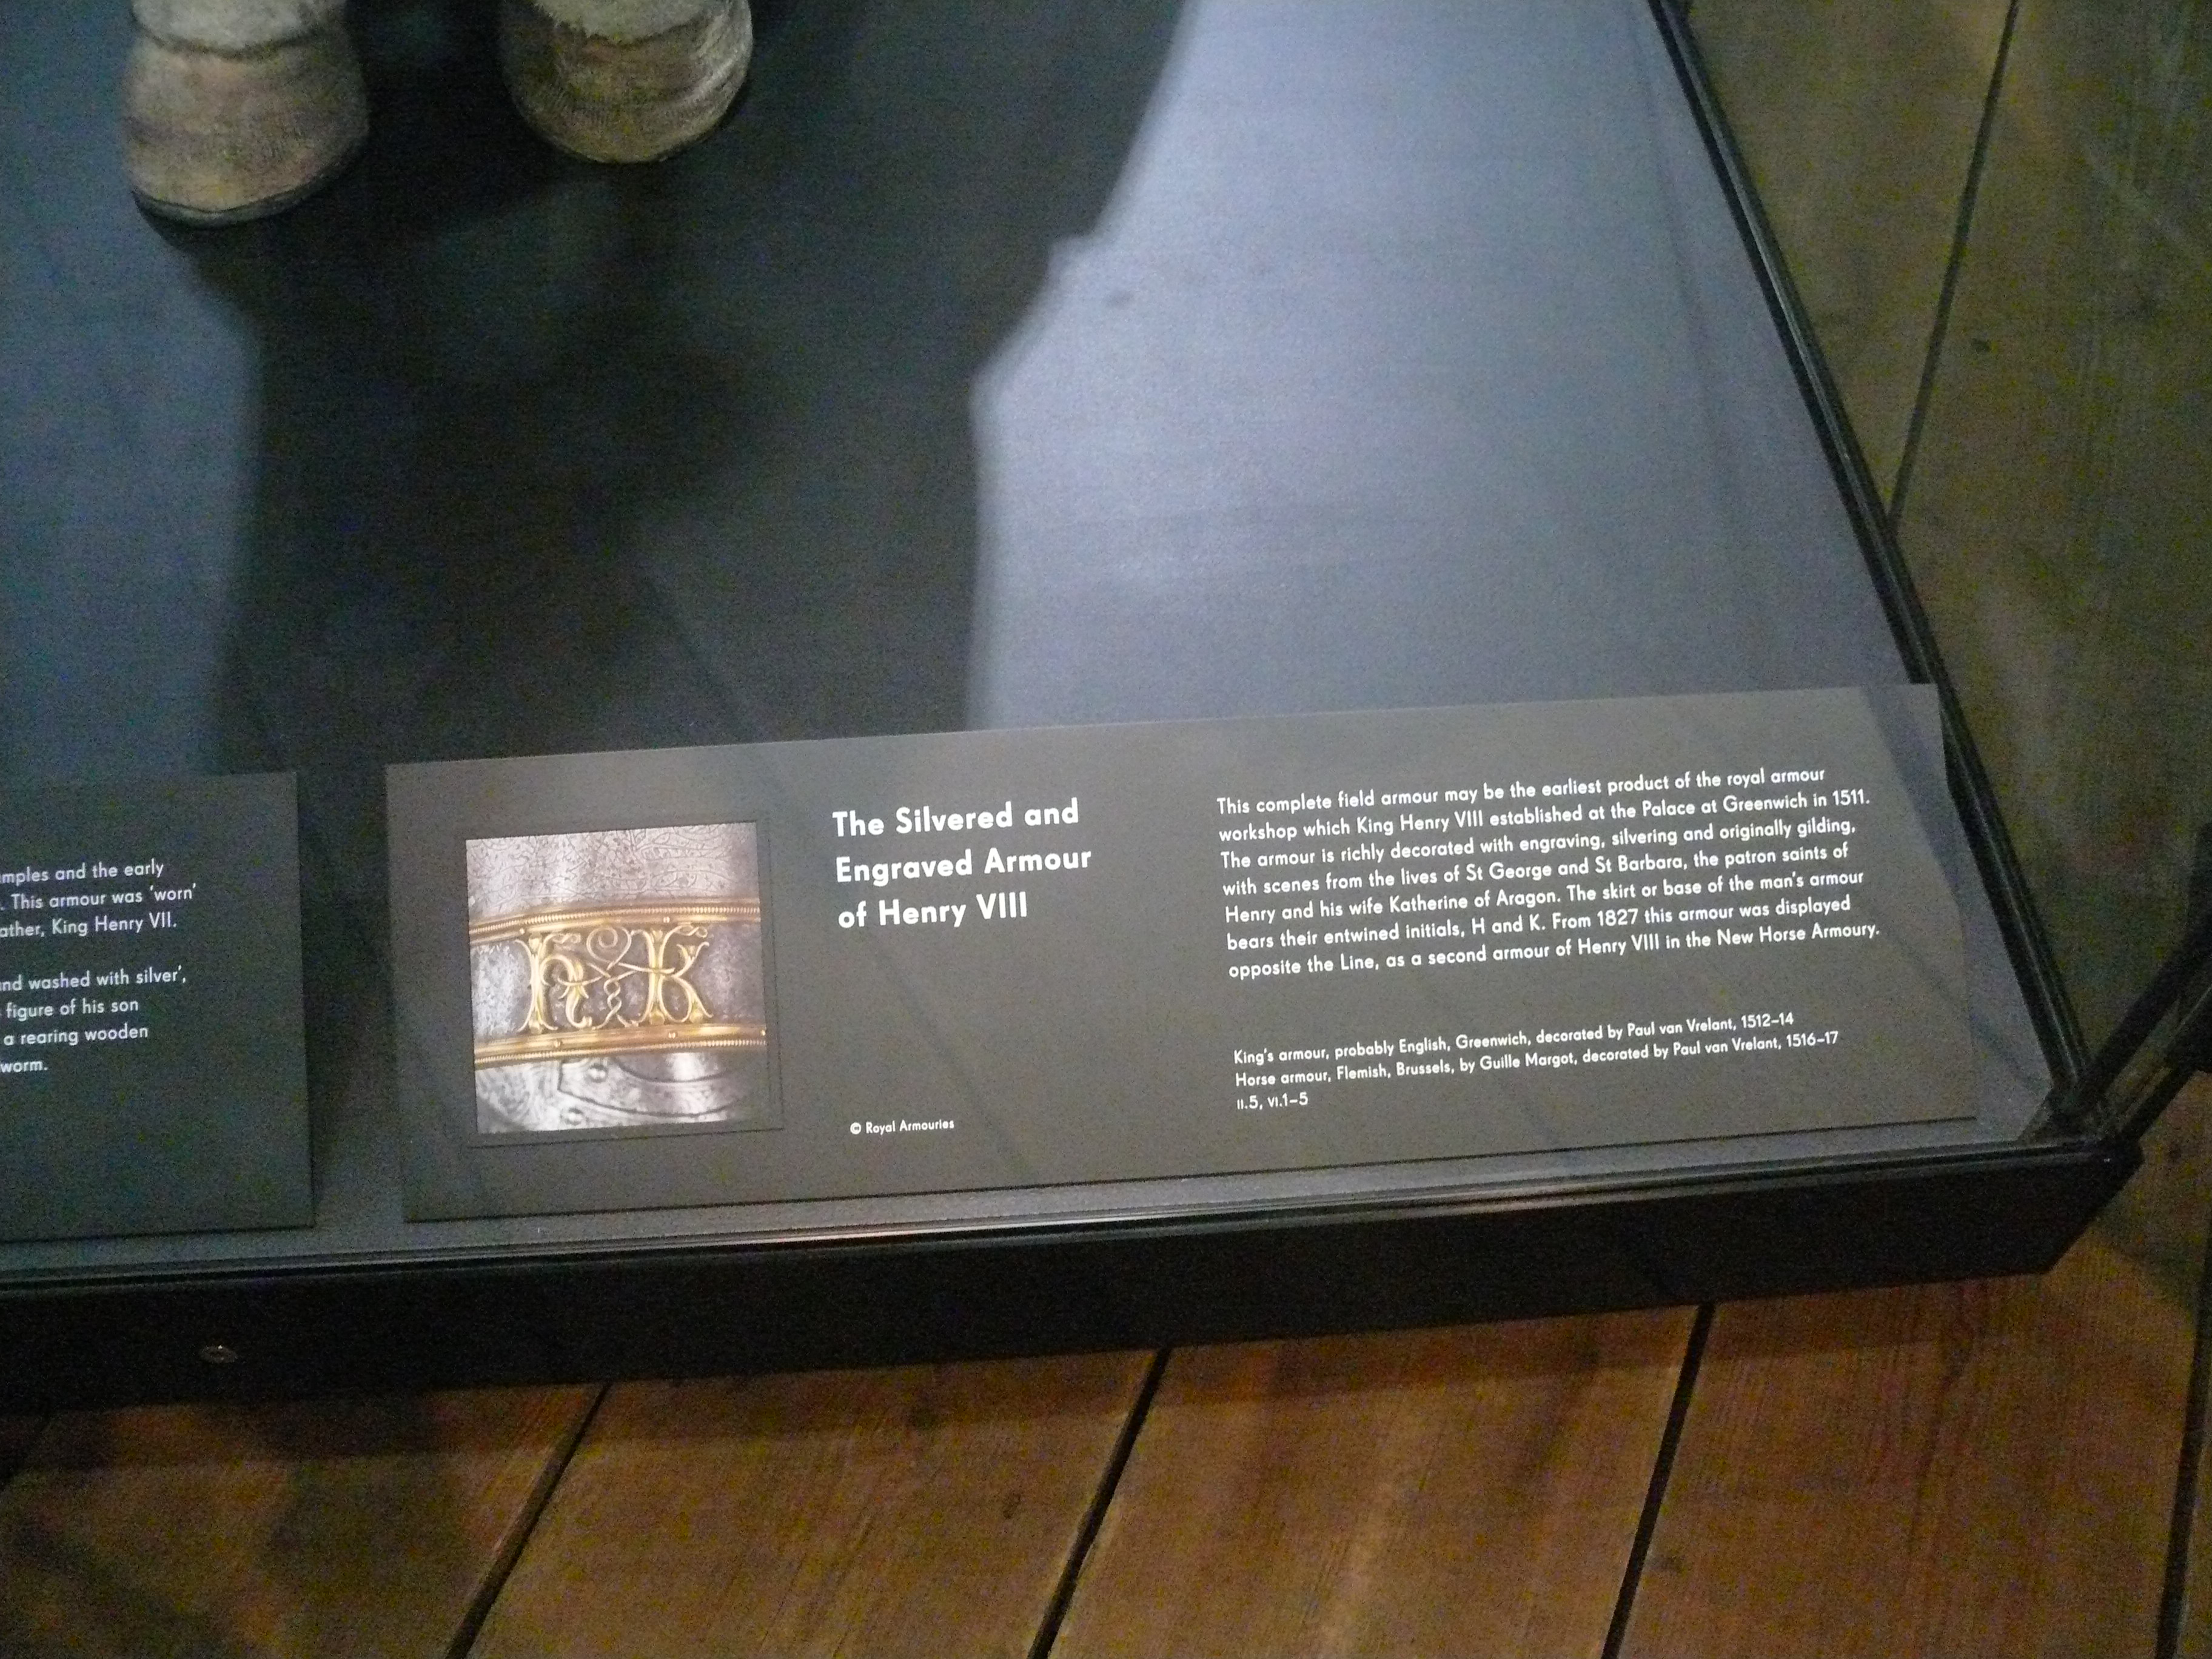 mples and the early
. This armour was 'worn'
ather, King Henry VII.
nd washed with silver',
figure of his son
a rearing wooden
worm.
H K
The Silvered and
Engraved Armour
of Henry VIII
© Royal Armouries
This complete field armour may be the earliest product of the royal armour
workshop which King Henry VIII established at the Palace at Greenwich in 1511.
The armour is richly decorated with engraving, silvering and originally gilding,
with scenes from the lives of St George and St Barbara, the patron saints of
Henry and his wife Katherine of Aragon. The skirt or base of the man's armour
bears their entwined initials, H and K. From 1827 this armour was displayed
opposite the Line, as a second armour of Henry VIII in the New Horse Armoury.
King's armour, probably English, Greenwich, decorated by Paul van Vrelant, 1512–14
Horse armour, Flemish, Brussels, by Guille Margot, decorated by Paul van Vrelant, 1516–17
II.5, VI.1–5